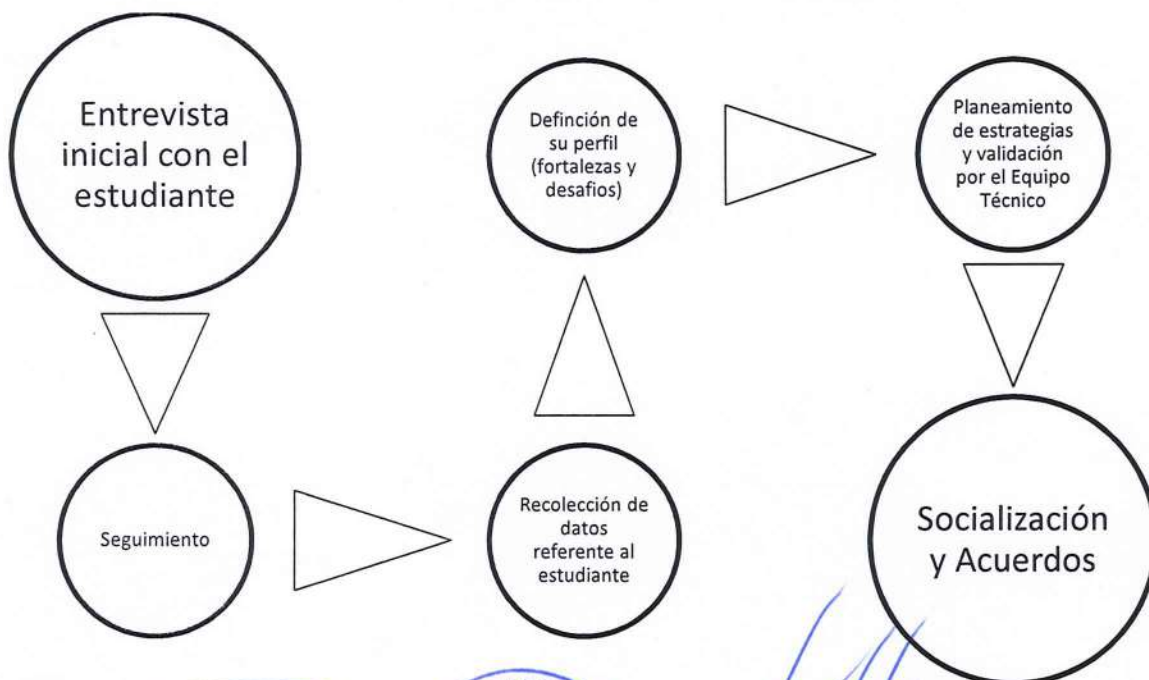 Entrevista
inicial con el
estudiante
Seguimiento
Recolección de
datos
referente al
estudiante
Definción de
su perfil
(fortalezas y
desafios)
Planeamiento
de estrategias
y validación
por el Equipo
Técnico
Socialización
y Acuerdos